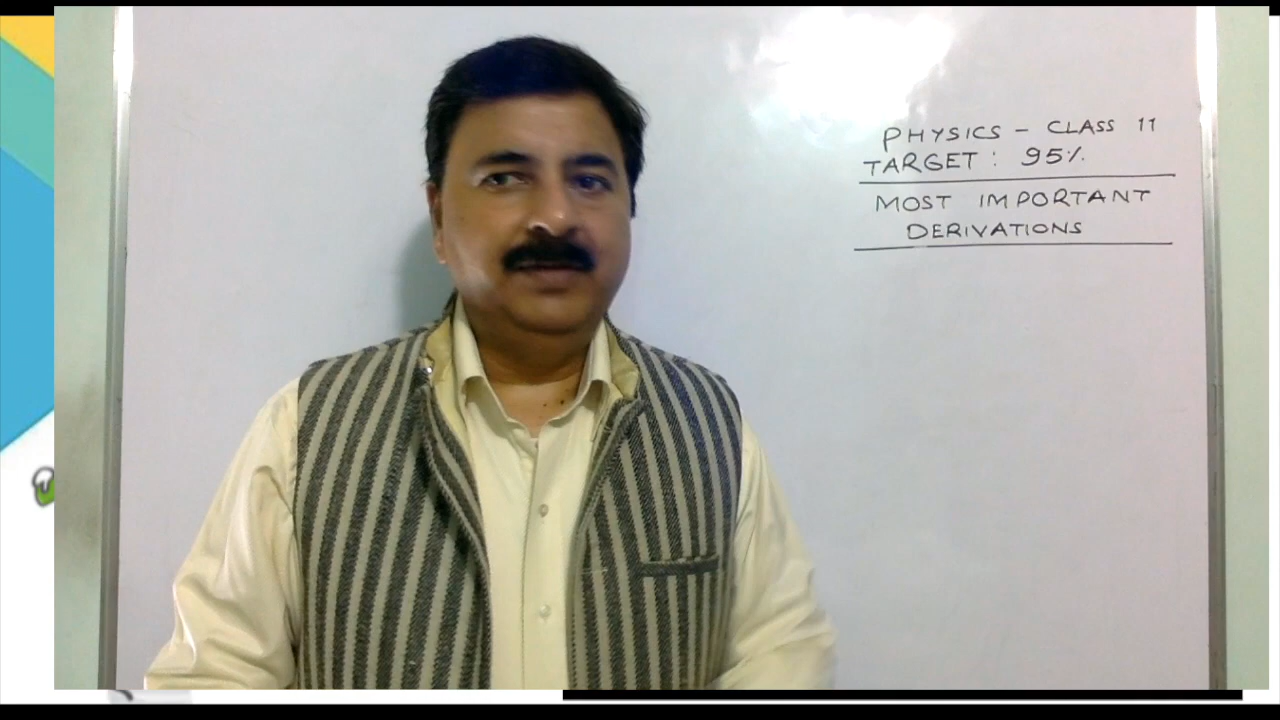 PHYSICS - CLASS 11
TARGET : 95%
MOST IMPORTANT
DERIVATIONS